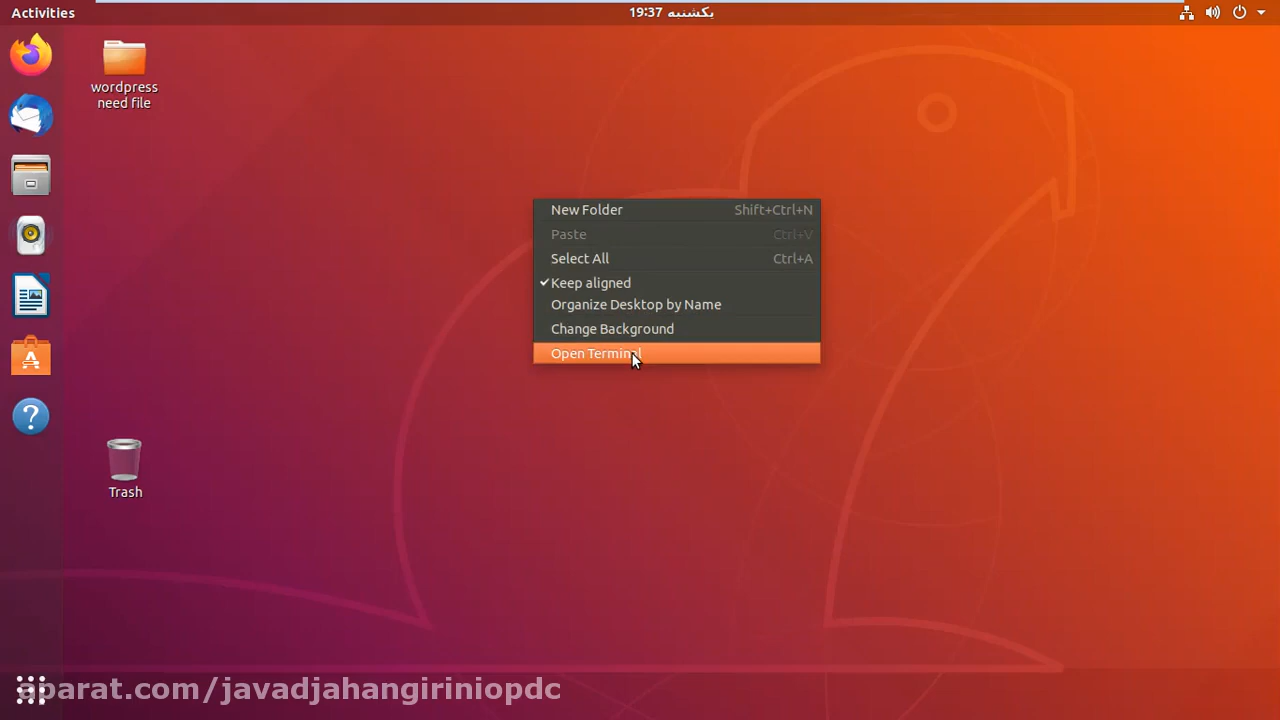 Activities
یکشنبه 19:37
wordpress
need file
New Folder Shift+Ctrl+N
Paste Ctrl+V
Select All Ctrl+A
Keep aligned
Organize Desktop by Name
Change Background
Open Terminal
Trash
aparat.com/javadjahangiriniopdc